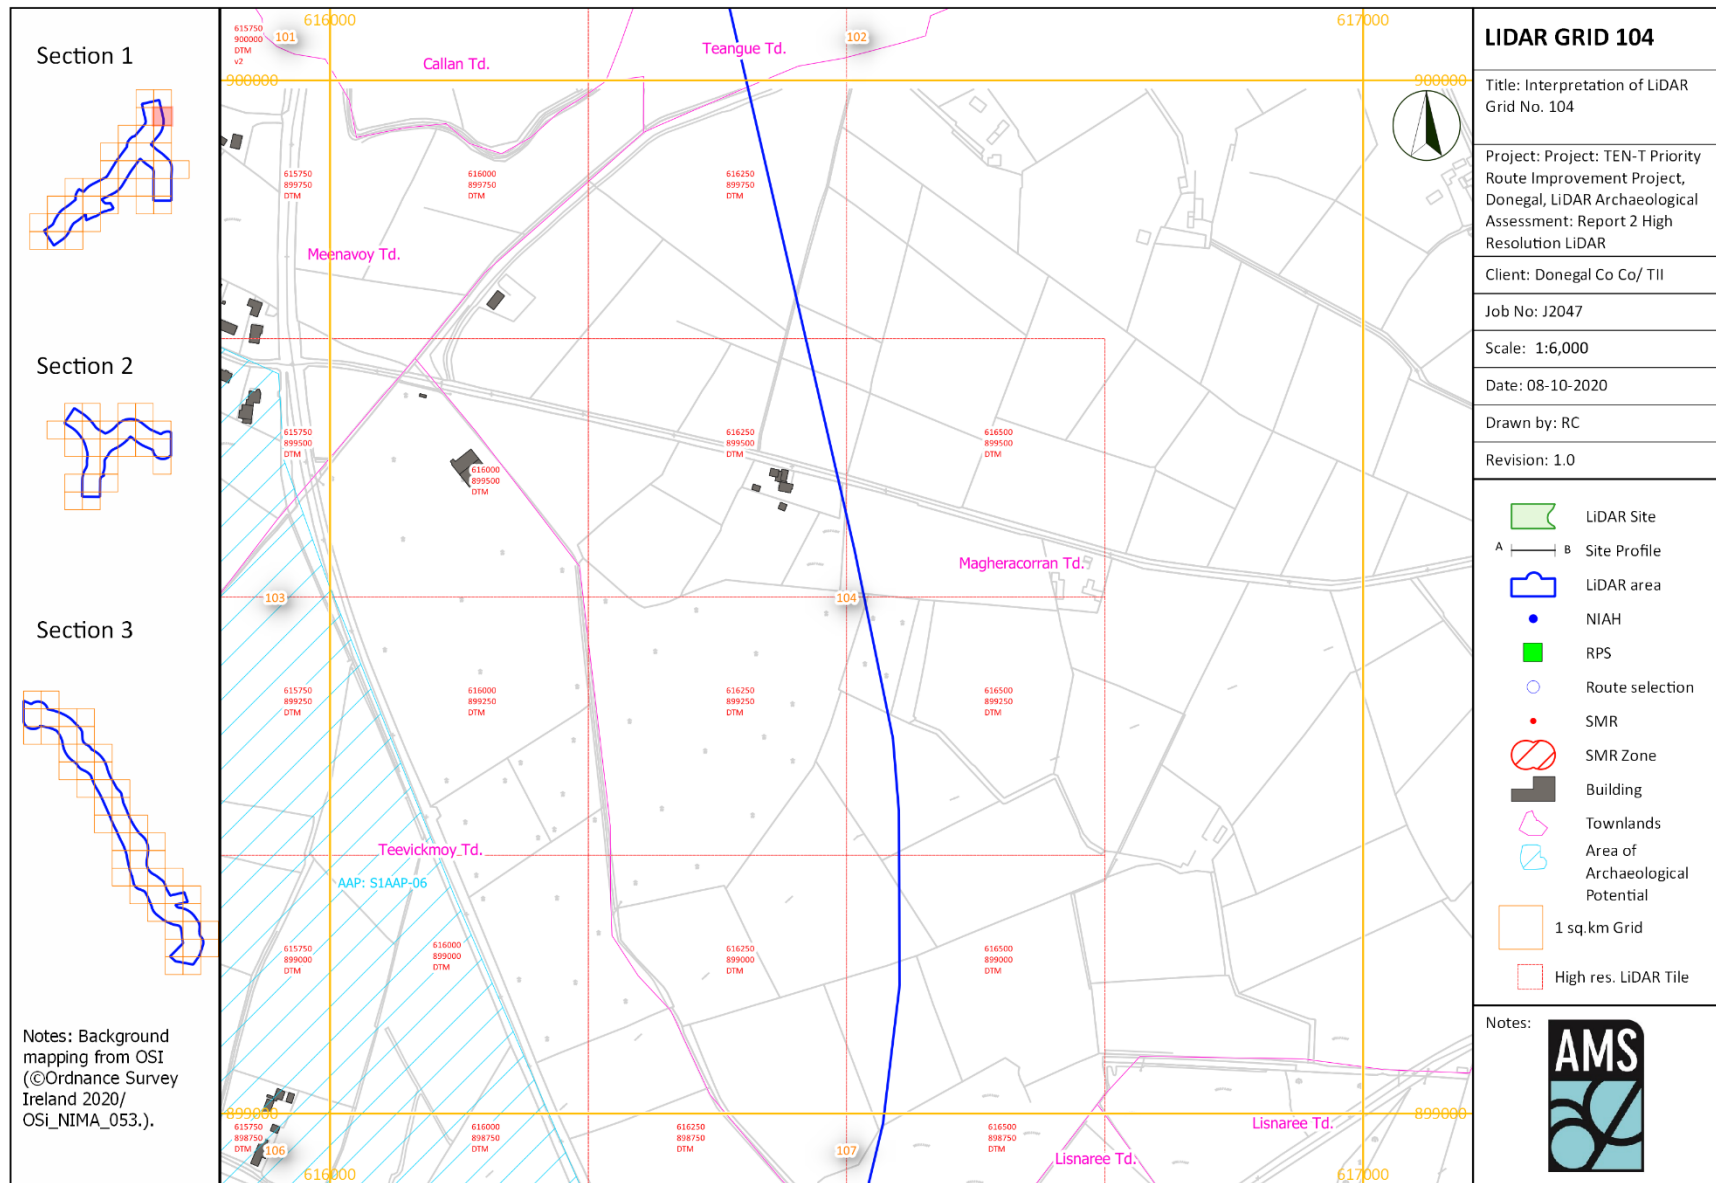 Section 1
Section 2
Section 3
Notes: Background
mapping from OSI
(©Ordnance Survey
Ireland 2020/
OSi_NIMA_053.).
616000
617000
615750
900000
DTM
v2
101
102
Callan Td.
Teangue Td.
900000
900000
615750
899750
DTM
616000
899750
DTM
616250
899750
DTM
Meenavoy Td.
615750
899500
DTM
616000
899500
DTM
616250
899500
DTM
616500
899500
DTM
Magheracorran Td.
103
104
615750
899250
DTM
616000
899250
DTM
616250
899250
DTM
616500
899250
DTM
Teevickmoy Td.
AAP: S1AAP-06
615750
899000
DTM
616000
899000
DTM
616250
899000
DTM
616500
899000
DTM
899000
899000
615750
898750
DTM
616000
898750
DTM
616250
898750
DTM
616500
898750
DTM
Lisnaree Td.
Lisnaree Td.
106
107
616000
617000
LIDAR GRID 104
Title: Interpretation of LiDAR
Grid No. 104
Project: Project: TEN-T Priority
Route Improvement Project,
Donegal, LiDAR Archaeological
Assessment: Report 2 High
Resolution LiDAR
Client: Donegal Co Co/ TII
Job No: J2047
Scale: 1:6,000
Date: 08-10-2020
Drawn by: RC
Revision: 1.0
LiDAR Site
A B Site Profile
LiDAR area
NIAH
RPS
Route selection
SMR
SMR Zone
Building
Townlands
Area of
Archaeological
Potential
1 sq.km Grid
High res. LiDAR Tile
Notes:
AMS